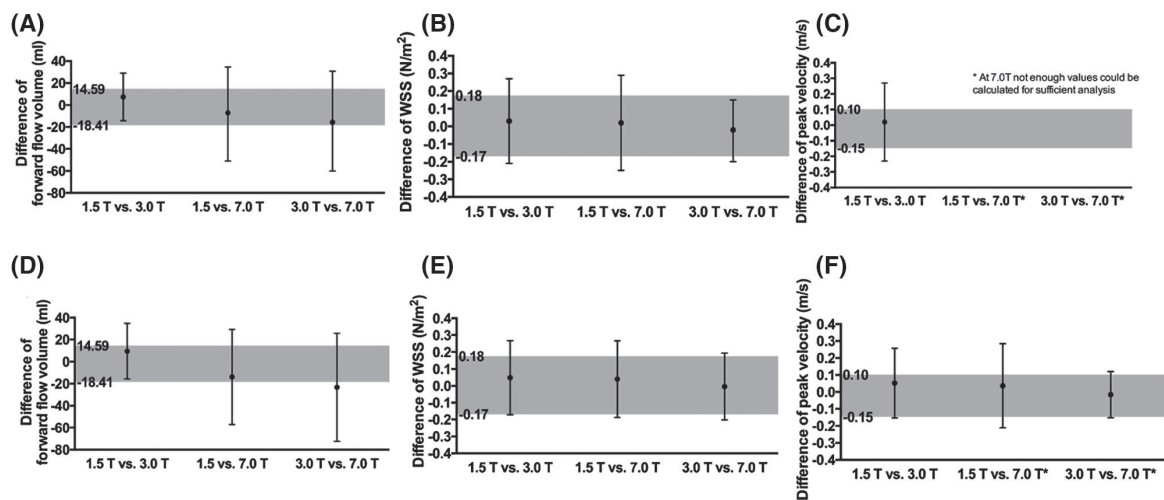 (A)
Difference of
forward flow volume (ml)
40
20
0
-20
-40
-60
-80
14.59
-18.41
1.5 T vs. 3.0 T
1.5 vs. 7.0 T
3.0 T vs. 7.0 T
(B)
Difference of WSS (N/m²)
0.4
0.3
0.2
0.1
0.0
-0.1
-0.2
-0.3
-0.4
0.18
-0.17
1.5 T vs. 3.0 T
1.5 T vs. 7.0 T
3.0 T vs. 7.0 T
(C)
Difference of peak velocity (m/s)
0.4
0.3
0.2
0.1
0.0
-0.1
-0.2
-0.3
-0.4
0.10
-0.15
* At 7.0T not enough values could be
calculated for sufficient analysis
1.5 T vs. 3..0 T
1.5 T vs. 7.0 T*
3.0 T vs. 7.0 T*
(D)
Difference of
forward flow volume (ml)
40
20
0
-20
-40
-60
-80
14.59
-18.41
1.5 T vs. 3.0 T
1.5 vs. 7.0 T
3.0 T vs. 7.0 T
(E)
Difference of WSS (N/m²)
0.4
0.3
0.2
0.1
0.0
-0.1
-0.2
-0.3
-0.4
0.18
-0.17
1.5 T vs. 3.0 T
1.5 T vs. 7.0 T
3.0 T vs. 7.0 T
(F)
Difference of peak velocity (m/s)
0.4
0.3
0.2
0.1
0.0
-0.1
-0.2
-0.3
-0.4
0.10
-0.15
1.5 T vs. 3.0 T
1.5 T vs. 7.0 T*
3.0 T vs. 7.0 T*